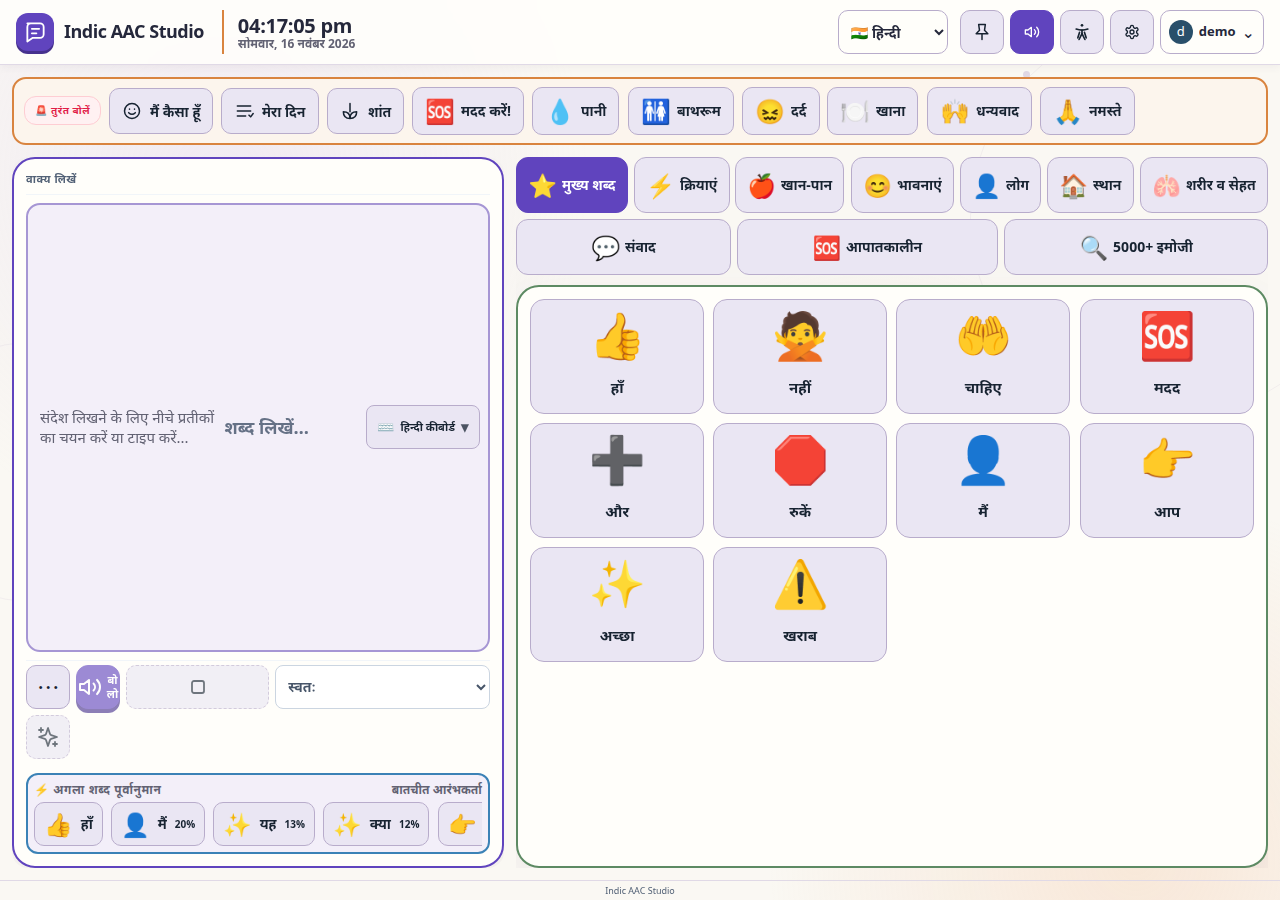 Indic AAC Studio
04:17:05 pm
सोमवार, 16 नवंबर 2026
🇮🇳 हिन्दी
d demo
🚨 तुरंत बोलें
मैं कैसा हूँ
मेरा दिन
शांत
🆘 मदद करें!
पानी
बाथरूम
दर्द
खाना
धन्यवाद
नमस्ते
वाक्य लिखें
संदेश लिखने के लिए नीचे प्रतीकों
का चयन करें या टाइप करें...
शब्द लिखें...
हिन्दी कीबोर्ड ▼
बो
लो
स्वतः
⚡ अगला शब्द पूर्वानुमान
बातचीत आरंभकर्ता
हाँ
मैं 20%
यह 13%
क्या 12%
मुख्य शब्द
क्रियाएं
खान-पान
भावनाएं
लोग
स्थान
शरीर व सेहत
संवाद
🆘 आपातकालीन
5000+ इमोजी
हाँ
नहीं
चाहिए
🆘
मदद
और
रुकें
मैं
आप
अच्छा
खराब
Indic AAC Studio